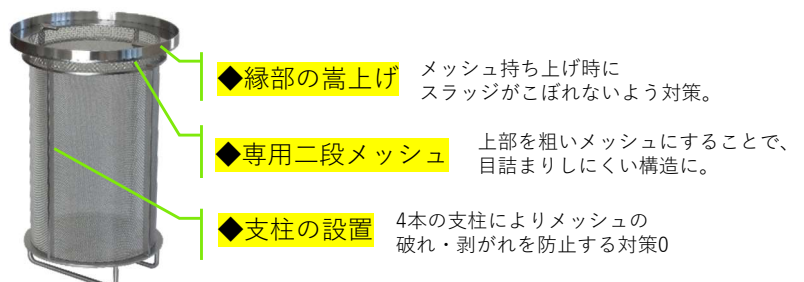 ◆縁部の嵩上げ
メッシュ持ち上げ時に
スラッジがこぼれないよう対策。
◆専用二段メッシュ
上部を粗いメッシュにすることで、
目詰まりしにくい構造に。
◆支柱の設置
4本の支柱によりメッシュの
破れ・剥がれを防止する対策0